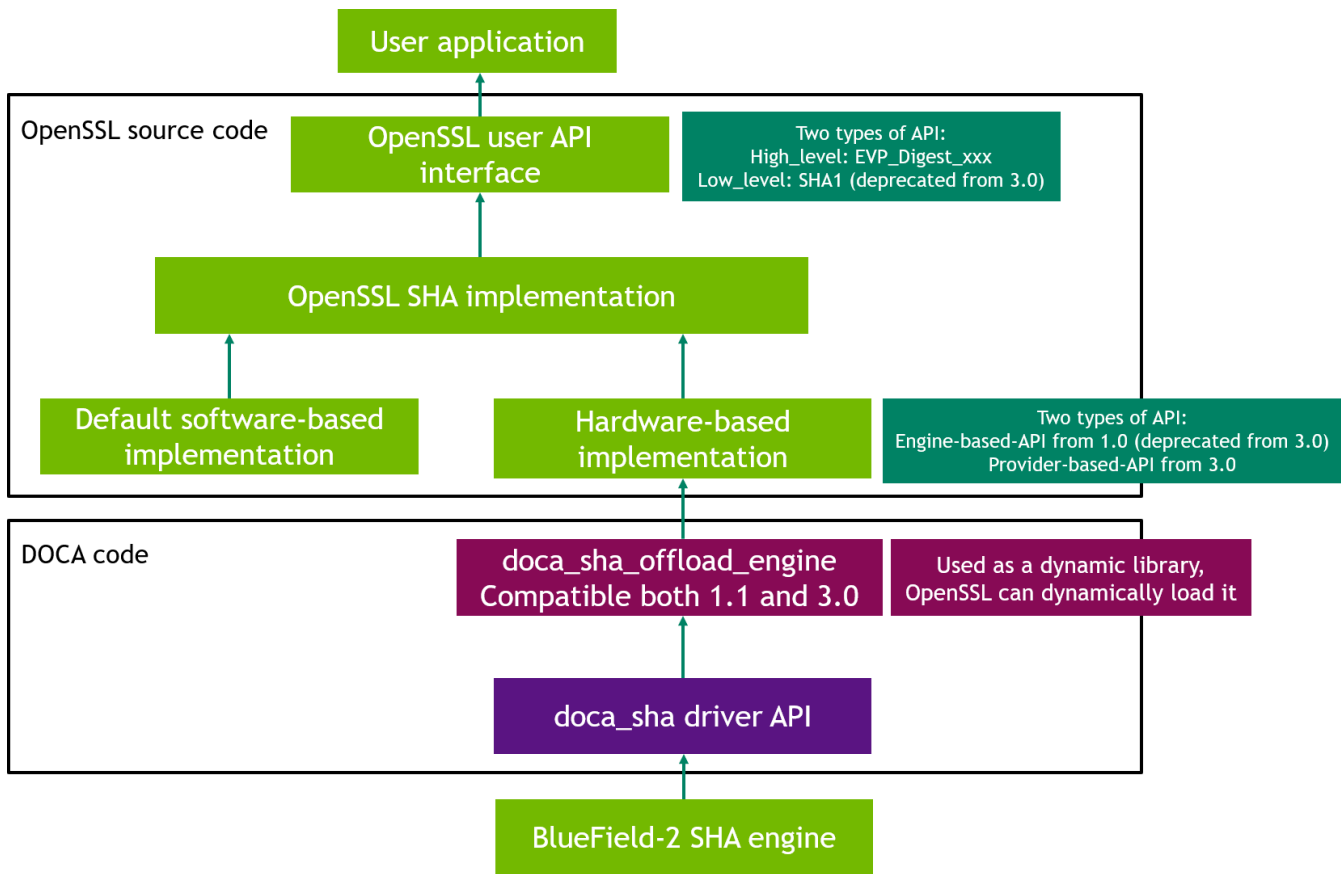 User application
OpenSSL source code
OpenSSL user API
interface
Two types of API:
High_level: EVP_Digest_xxx
Low_level: SHA1 (deprecated from 3.0)
OpenSSL SHA implementation
Default software-based
implementation
Hardware-based
implementation
Two types of API:
Engine-based-API from 1.0 (deprecated from 3.0)
Provider-based-API from 3.0
DOCA code
doca_sha_offload_engine
Compatible both 1.1 and 3.0
Used as a dynamic library,
OpenSSL can dynamically load it
doca_sha driver API
BlueField-2 SHA engine